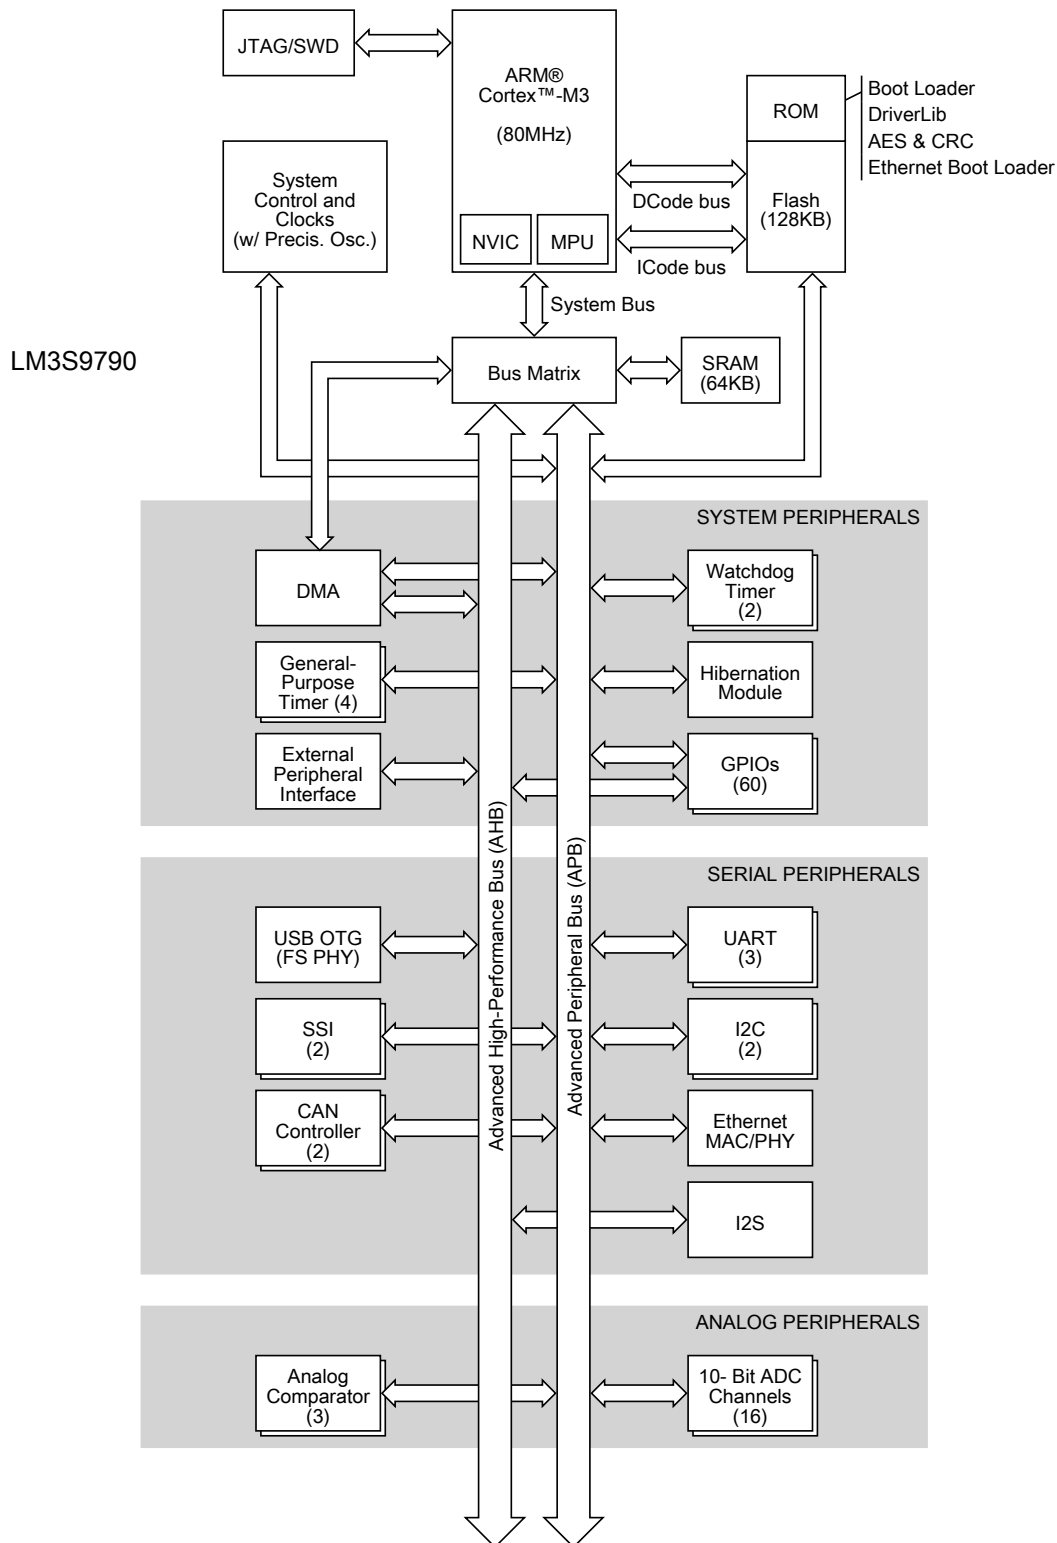 JTAG/SWD
ARM®
Cortex™-M3
(80MHz)
NVIC
MPU
ROM
Boot Loader
DriverLib
AES & CRC
Ethernet Boot Loader
Flash
(128KB)
DCode bus
ICode bus
System
Control and
Clocks
(w/ Precis. Osc.)
System Bus
LM3S9790
Bus Matrix
SRAM
(64KB)
SYSTEM PERIPHERALS
DMA
Watchdog
Timer
(2)
General-
Purpose
Timer (4)
Hibernation
Module
External
Peripheral
Interface
GPIOs
(60)
Advanced High-Performance Bus (AHB)
Advanced Peripheral Bus (APB)
SERIAL PERIPHERALS
USB OTG
(FS PHY)
UART
(3)
SSI
(2)
I2C
(2)
CAN
Controller
(2)
Ethernet
MAC/PHY
I2S
ANALOG PERIPHERALS
Analog
Comparator
(3)
10- Bit ADC
Channels
(16)